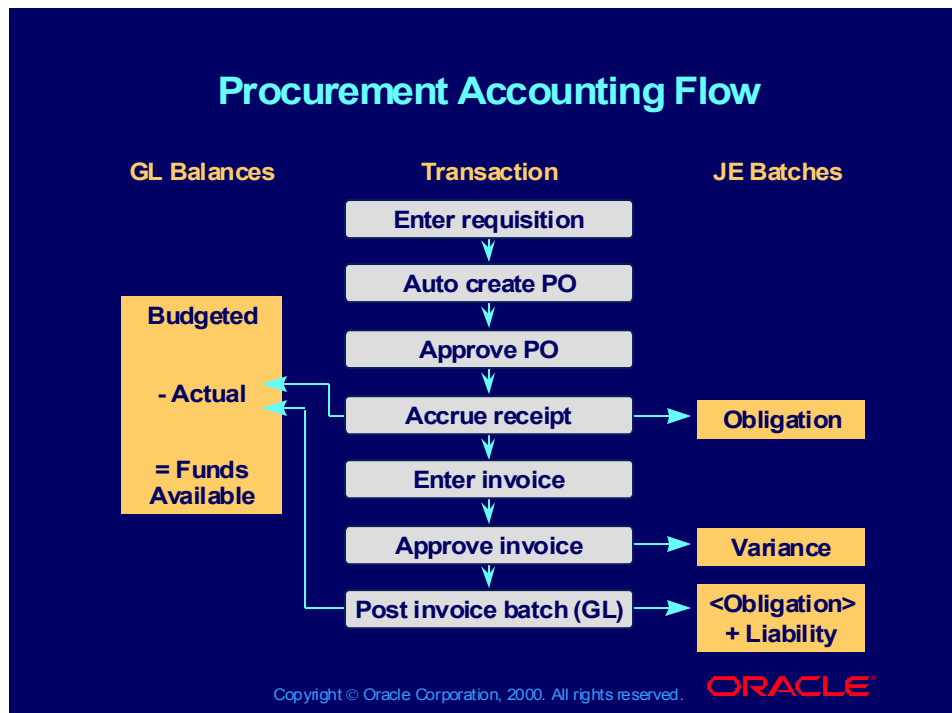 Procurement Accounting Flow
GL Balances
Transaction
JE Batches
Enter requisition
Auto create PO
Budgeted
Approve PO
- Actual
Accrue receipt
Obligation
= Funds
Available
Enter invoice
Approve invoice
Variance
Post invoice batch (GL)
<Obligation>
+ Liability
Copyright © Oracle Corporation, 2000. All rights reserved.
ORACLE®